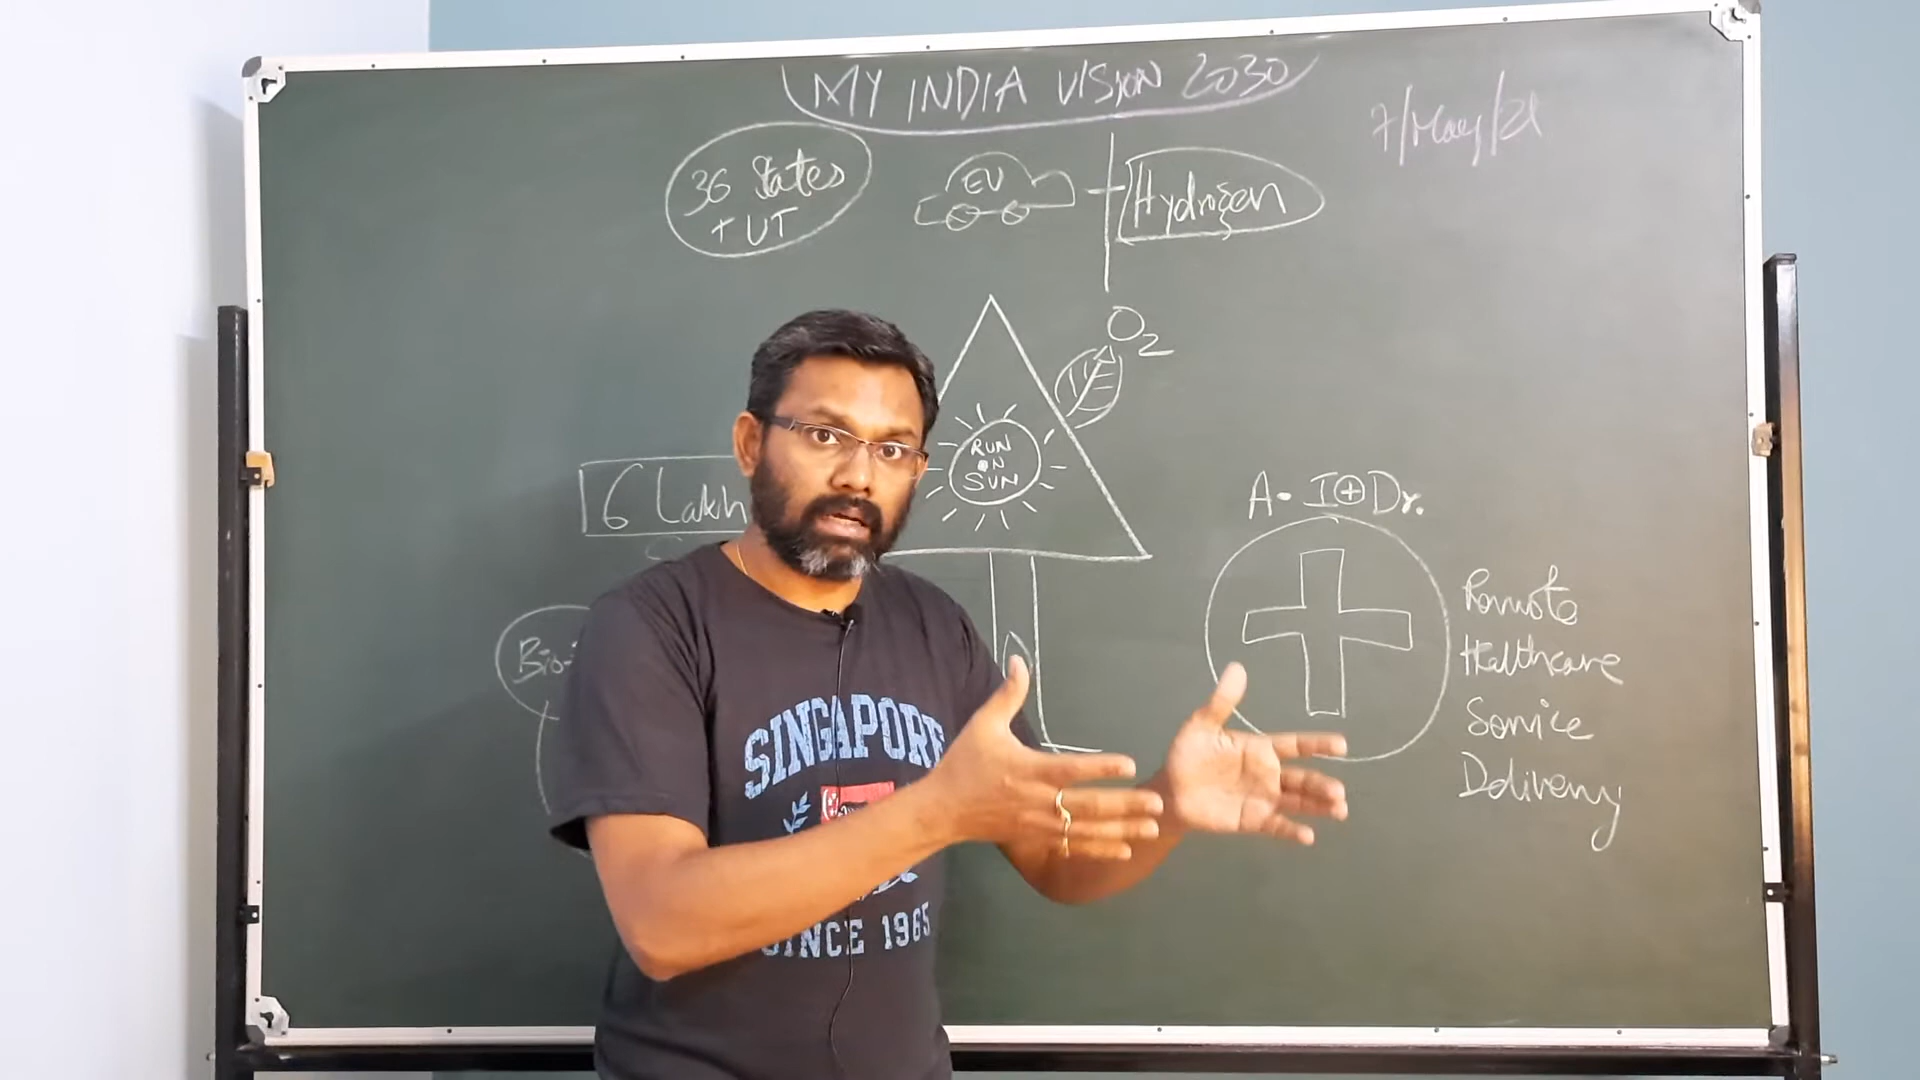 MY INDIA VISION 2030
7/May/21
36 States
+ UT
EV
Hydrogen
O2
RUN
ON
SUN
6 Lakh
A.I + Dr.
Bio-
Remote
Healthcare
Service
Delivery
SINGAPORE
SINCE 1965